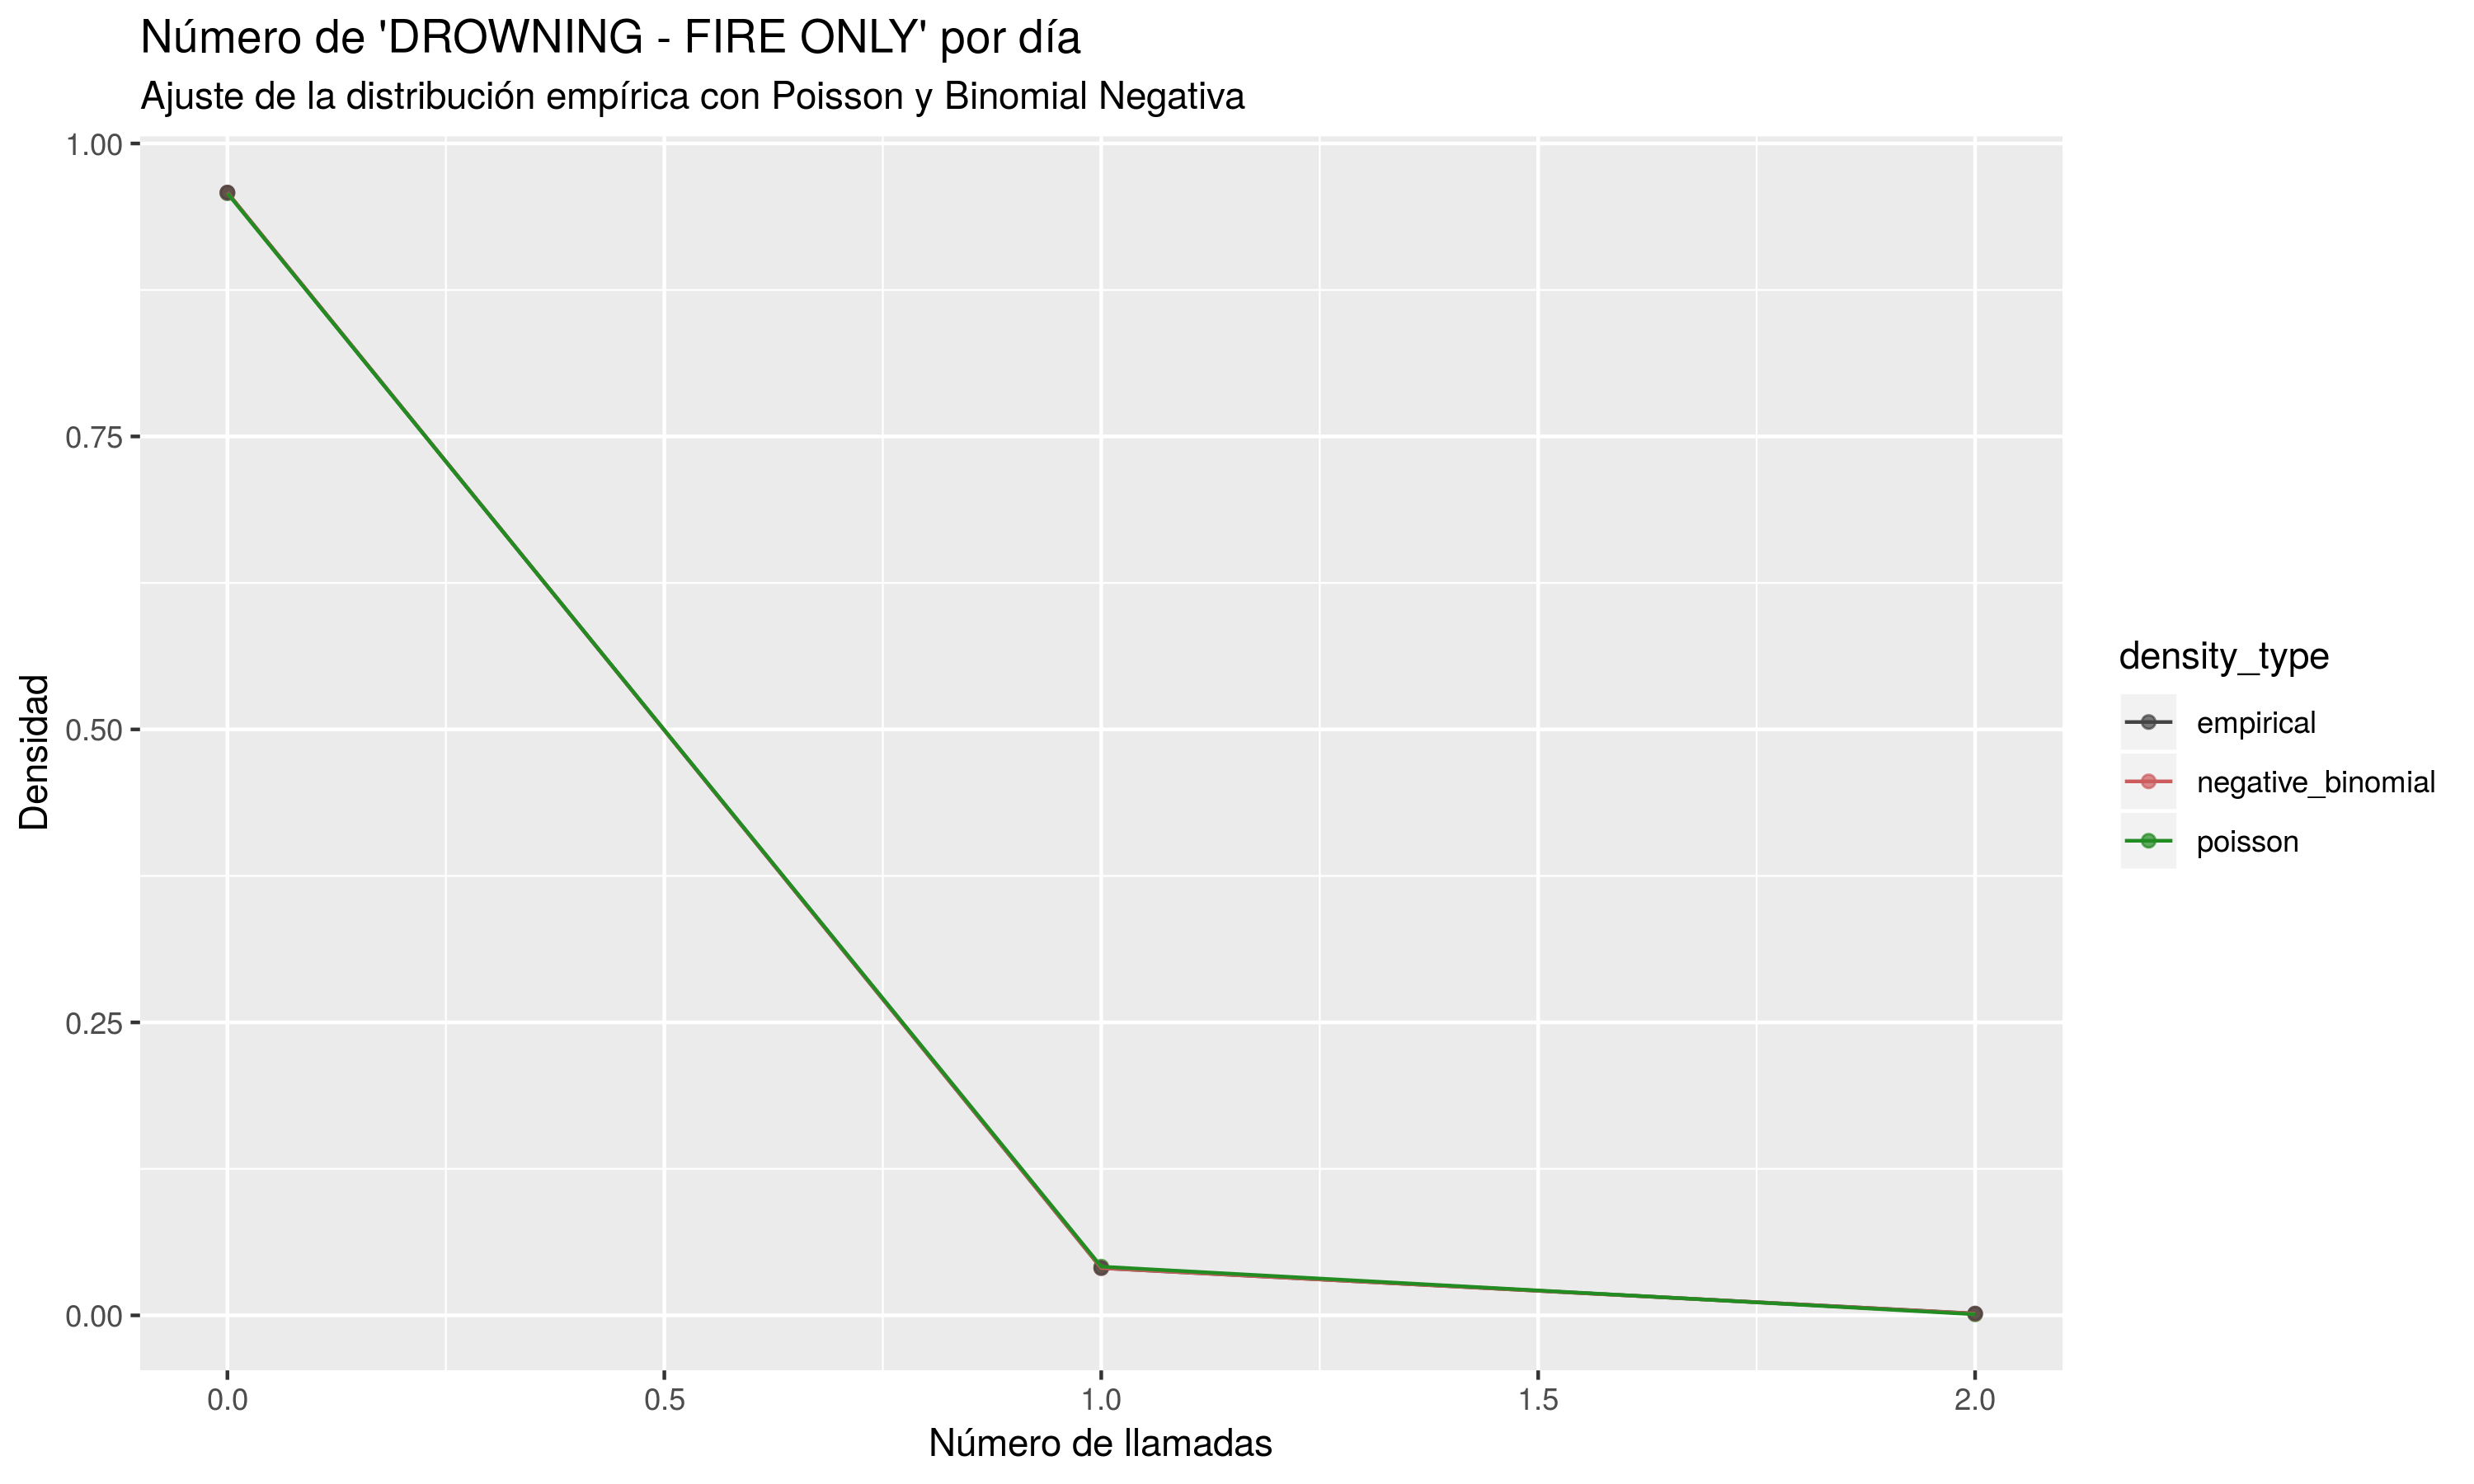 Número de 'DROWNING - FIRE ONLY' por día
Ajuste de la distribución empírica con Poisson y Binomial Negativa
1.00
0.75
0.50
0.25
0.00
Densidad
0.0 0.5 1.0 1.5 2.0
Número de llamadas
density_type
empirical
negative_binomial
poisson